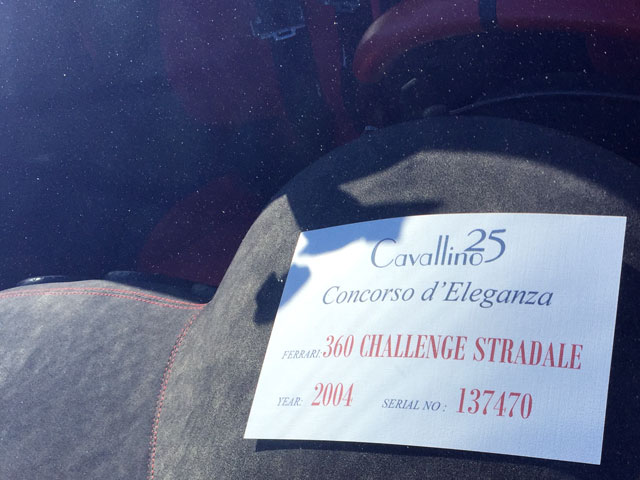 Cavallino 25
Concorso d'Eleganza
FERRARI: 360 CHALLENGE STRADALE
YEAR: 2004 SERIAL NO: 137470